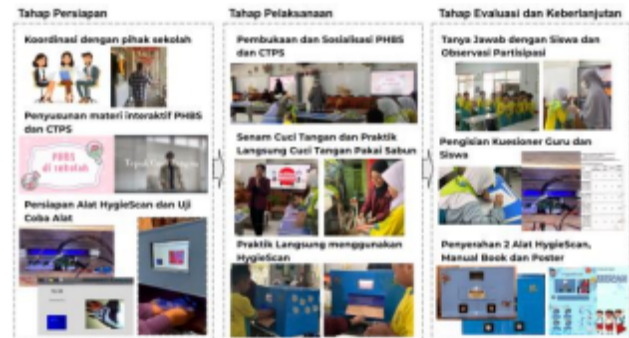 Tahap Persiapan
Koordinasi dengan pihak sekolah
Penyusunan materi interaktif PHBS
dan CTPS
PHBS
di sekolah
Persiapan Alat HygieScan dan Uji
Coba Alat
Tahap Pelaksanaan
Pembukaan dan Sosialisasi PHBS
dan CTPS
Senam Cuci Tangan dan Praktik
Langsung Cuci Tangan Pakai Sabun
Praktik Langsung menggunakan
HygieScan
Tahap Evaluasi dan Keberlanjutan
Tanya Jawab dengan Siswa dan
Observasi Partisipasi
Pengisian Kuesioner Guru dan
Siswa
Penyerahan 2 Alat HygieScan,
Manual Book dan Poster